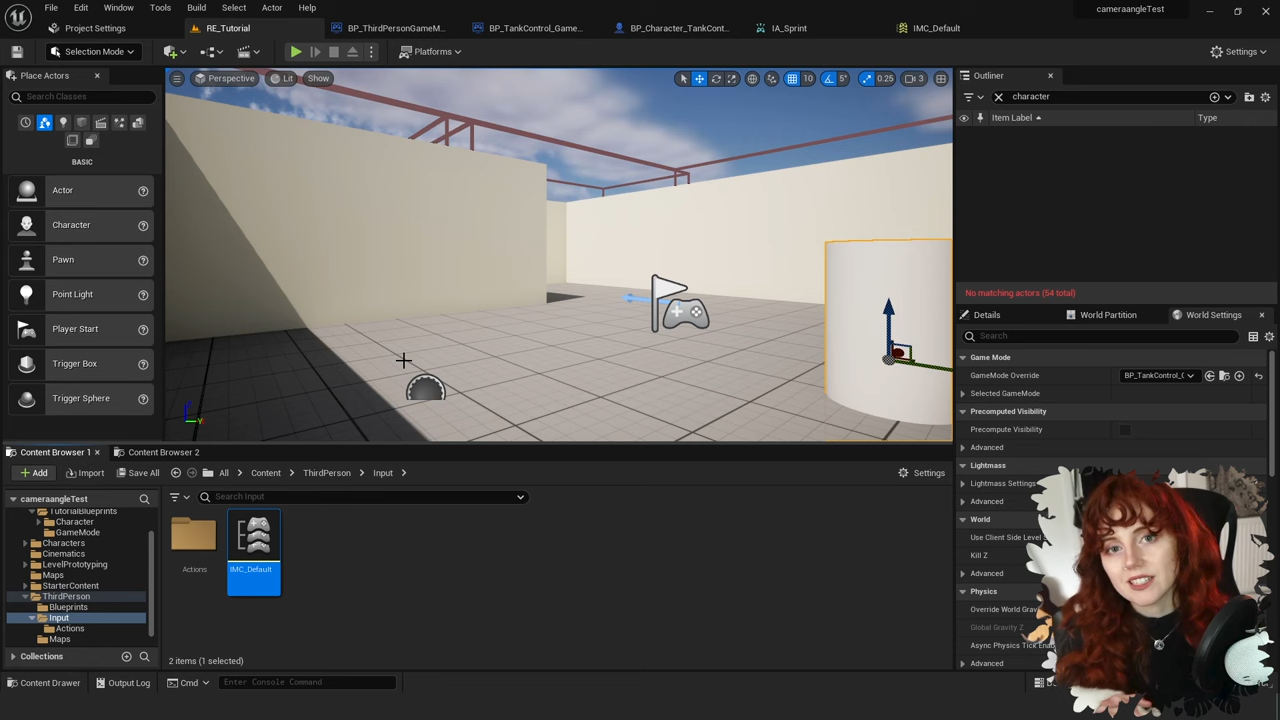 File Edit Window Tools Build Select Actor Help
cameraangleTest
Project Settings
RE_Tutorial
BP_ThirdPersonGameM...
BP_TankControl_Game...
BP_Character_TankCont...
IA_Sprint
IMC_Default
Selection Mode
Platforms
Settings
Place Actors
Search Classes
BASIC
Actor
Character
Pawn
Point Light
Player Start
Trigger Box
Trigger Sphere
Perspective
Lit
Show
10
5°
0.25
3
Outliner
character
Item Label
Type
No matching actors (54 total)
Details
World Partition
World Settings
Search
Game Mode
GameMode Override
BP_TankControl_(
Selected GameMode
Precomputed Visibility
Precompute Visibility
Advanced
Lightmass
Lightmass Settings
Advanced
World
Use Client Side Level S
Kill Z
Advanced
Physics
Override World Grav
Global Gravity Z
Async Physics Tick Ena
Advanced
Content Browser 1
Content Browser 2
Add
Import
Save All
All
Content
ThirdPerson
Input
Settings
cameraangleTest
TutorialBlueprints
Character
GameMode
Characters
Cinematics
LevelPrototyping
Maps
StarterContent
ThirdPerson
Blueprints
Input
Actions
Maps
Collections
Search Input
Actions
IMC_Default
2 items (1 selected)
Content Drawer
Output Log
Cmd
Enter Console Command